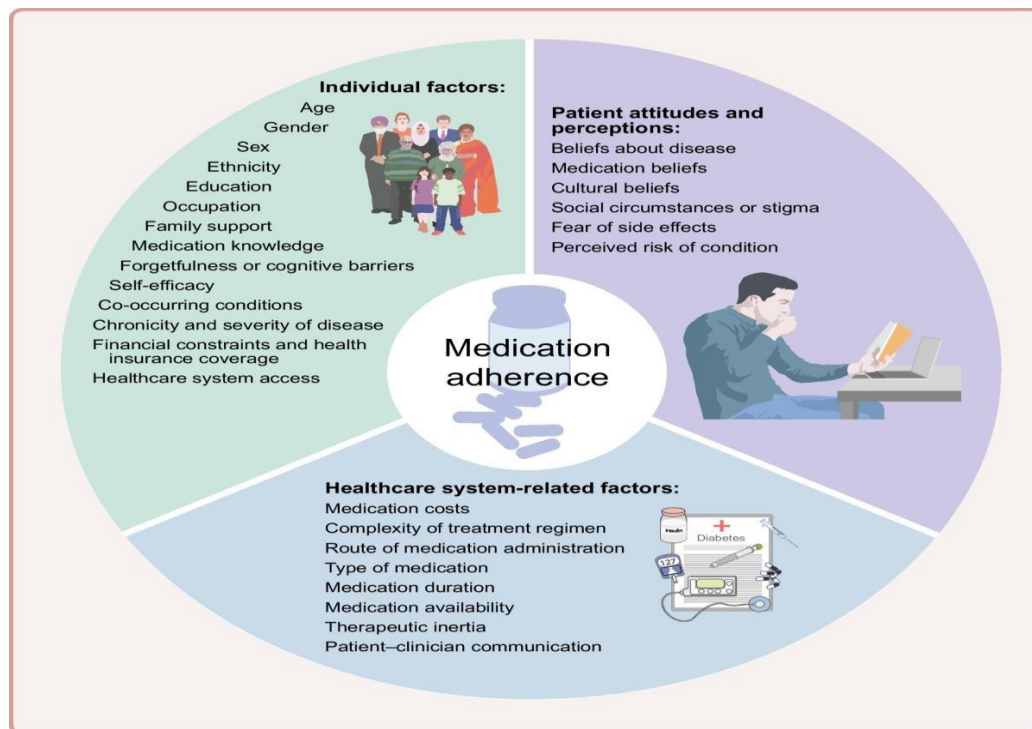 Individual factors:
Age
Gender
Sex
Ethnicity
Education
Occupation
Family support
Medication knowledge
Forgetfulness or cognitive barriers
Self-efficacy
Co-occurring conditions
Chronicity and severity of disease
Financial constraints and health
insurance coverage
Healthcare system access
Patient attitudes and
perceptions:
Beliefs about disease
Medication beliefs
Cultural beliefs
Social circumstances or stigma
Fear of side effects
Perceived risk of condition
Medication
adherence
Healthcare system-related factors:
Medication costs
Complexity of treatment regimen
Route of medication administration
Type of medication
Medication duration
Medication availability
Therapeutic inertia
Patient–clinician communication
Insulin
Diabetes
127